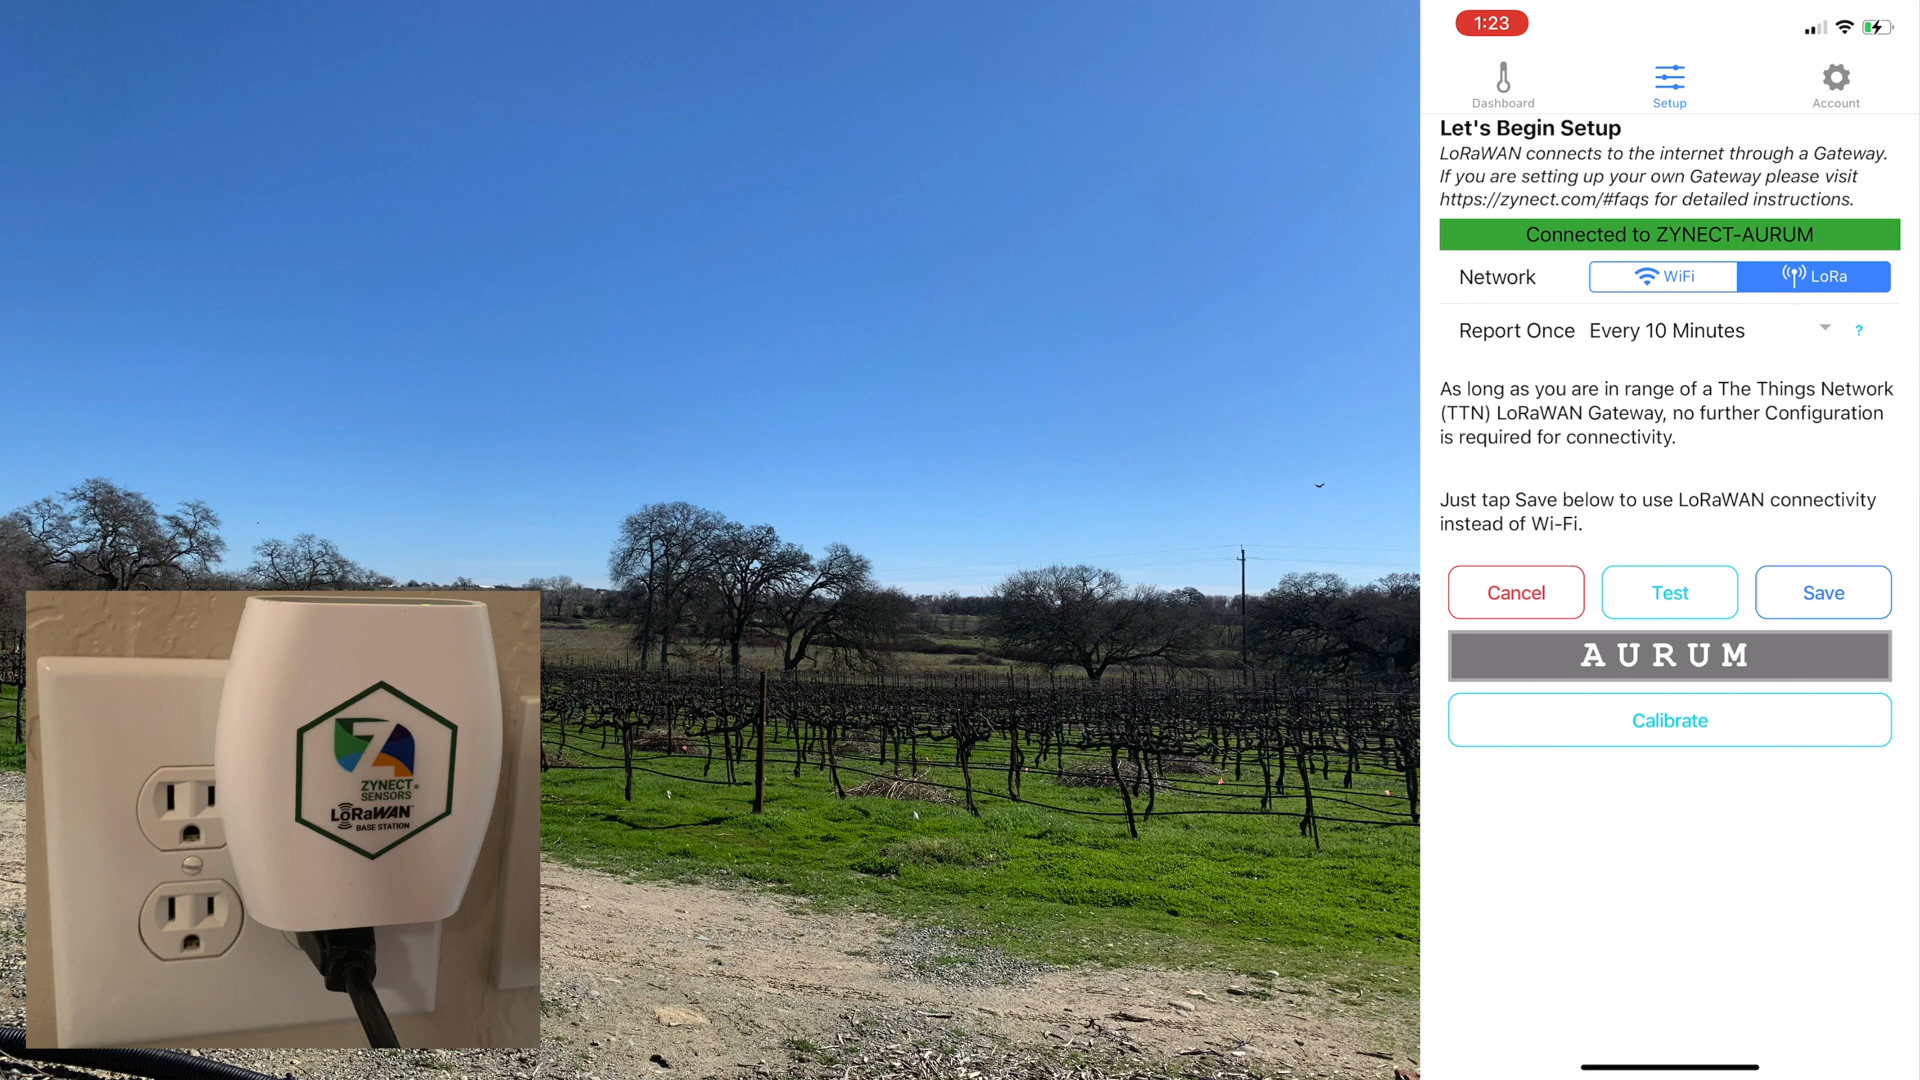 1:23
Dashboard
Setup
Account
Let's Begin Setup
LoRaWAN connects to the internet through a Gateway.
If you are setting up your own Gateway please visit
https://zynect.com/#faqs for detailed instructions.
Connected to ZYNECT-AURUM
Network
WiFi
LoRa
Report Once
Every 10 Minutes
?
As long as you are in range of a The Things Network
(TTN) LoRaWAN Gateway, no further Configuration
is required for connectivity.
Just tap Save below to use LoRaWAN connectivity
instead of Wi-Fi.
Cancel
Test
Save
AURUM
Calibrate
Z
ZYNECT®
SENSORS
LoRaWAN™
BASE STATION